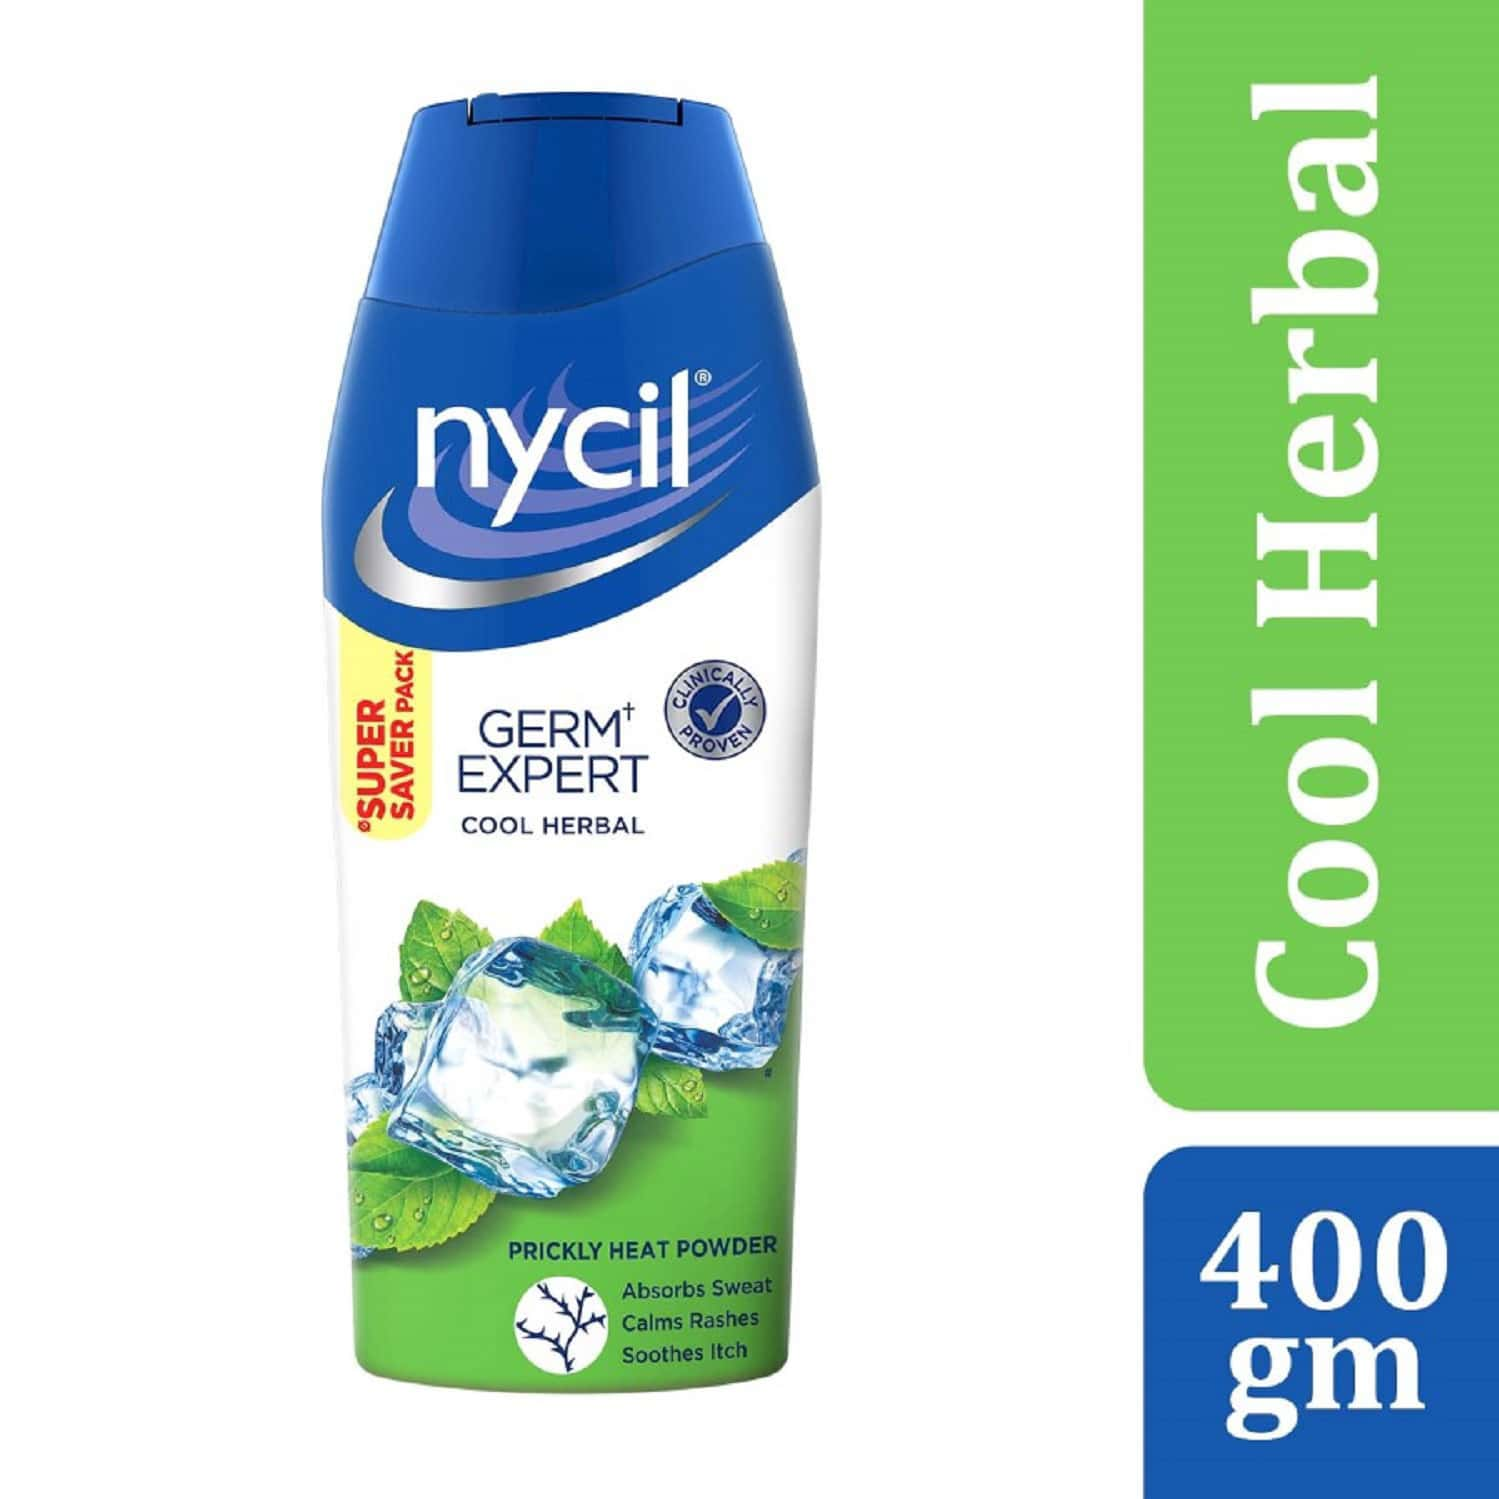 nycil®
øSUPER
SAVER PACK
GERM†
EXPERT
COOL HERBAL
CLINICALLY
PROVEN
#
PRICKLY HEAT POWDER
Absorbs Sweat
Calms Rashes
Soothes Itch
Cool Herbal
400
gm